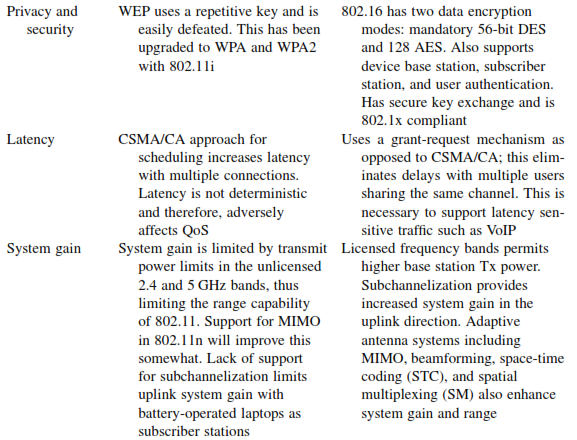 Privacy and
security
WEP uses a repetitive key and is
easily defeated. This has been
upgraded to WPA and WPA2
with 802.11i
802.16 has two data encryption
modes: mandatory 56-bit DES
and 128 AES. Also supports
device base station, subscriber
station, and user authentication.
Has secure key exchange and is
802.1x compliant
Latency
CSMA/CA approach for
scheduling increases latency
with multiple connections.
Latency is not deterministic
and therefore, adversely
affects QoS
Uses a grant-request mechanism as
opposed to CSMA/CA; this elim-
inates delays with multiple users
sharing the same channel. This is
necessary to support latency sen-
sitive traffic such as VoIP
System gain
System gain is limited by transmit
power limits in the unlicensed
2.4 and 5 GHz bands, thus
limiting the range capability
of 802.11. Support for MIMO
in 802.11n will improve this
somewhat. Lack of support
for subchannelization limits
uplink system gain with
battery-operated laptops as
subscriber stations
Licensed frequency bands permits
higher base station Tx power.
Subchannelization provides
increased system gain in the
uplink direction. Adaptive
antenna systems including
MIMO, beamforming, space-time
coding (STC), and spatial
multiplexing (SM) also enhance
system gain and range